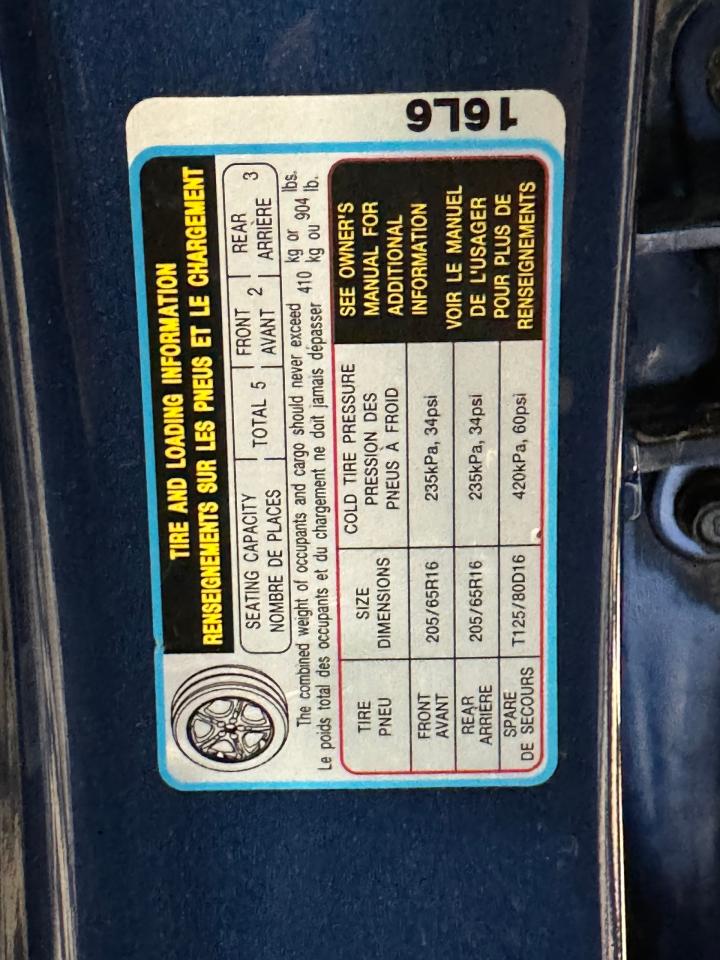 16L6
TIRE AND LOADING INFORMATION
RENSEIGNEMENTS SUR LES PNEUS ET LE CHARGEMENT
SEATING CAPACITY
NOMBRE DE PLACES
TOTAL 5
FRONT
AVANT
2
REAR
ARRIÈRE
3
The combined weight of occupants and cargo should never exceed 410 kg or lbs.
Le poids total des occupants et du chargement ne doit jamais dépasser kg ou 904 lb.
TIRE
PNEU
SIZE
DIMENSIONS
COLD TIRE PRESSURE
PRESSION DES
PNEUS À FROID
SEE OWNER'S
MANUAL FOR
ADDITIONAL
INFORMATION
VOIR LE MANUEL
DE L'USAGER
POUR PLUS DE
RENSEIGNEMENTS
FRONT
AVANT
205/65R16
235kPa, 34psi
REAR
ARRIÈRE
205/65R16
235kPa, 34psi
SPARE
DE SECOURS
T125/80D16
420kPa, 60psi